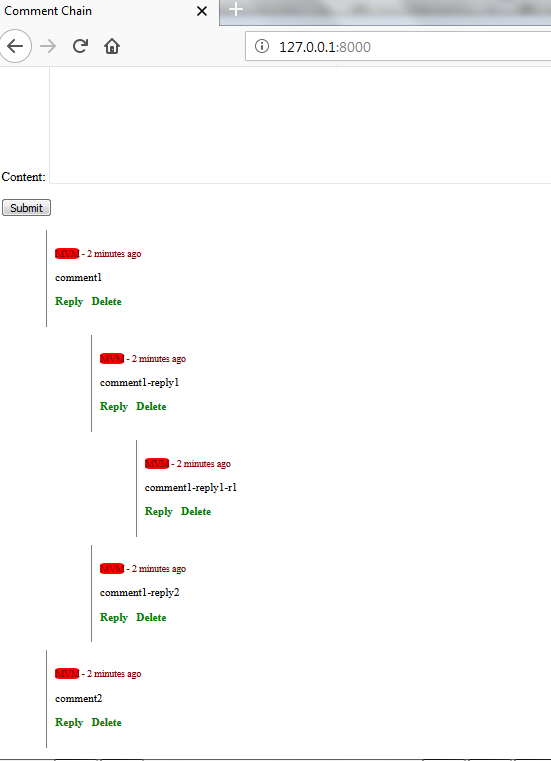 Comment Chain
127.0.0.1:8000
Content:
Submit
MVM - 2 minutes ago
comment1
Reply Delete
MVM - 2 minutes ago
comment1-reply1
Reply Delete
MVM - 2 minutes ago
comment1-reply1-r1
Reply Delete
MVM - 2 minutes ago
comment1-reply2
Reply Delete
MVM - 2 minutes ago
comment2
Reply Delete